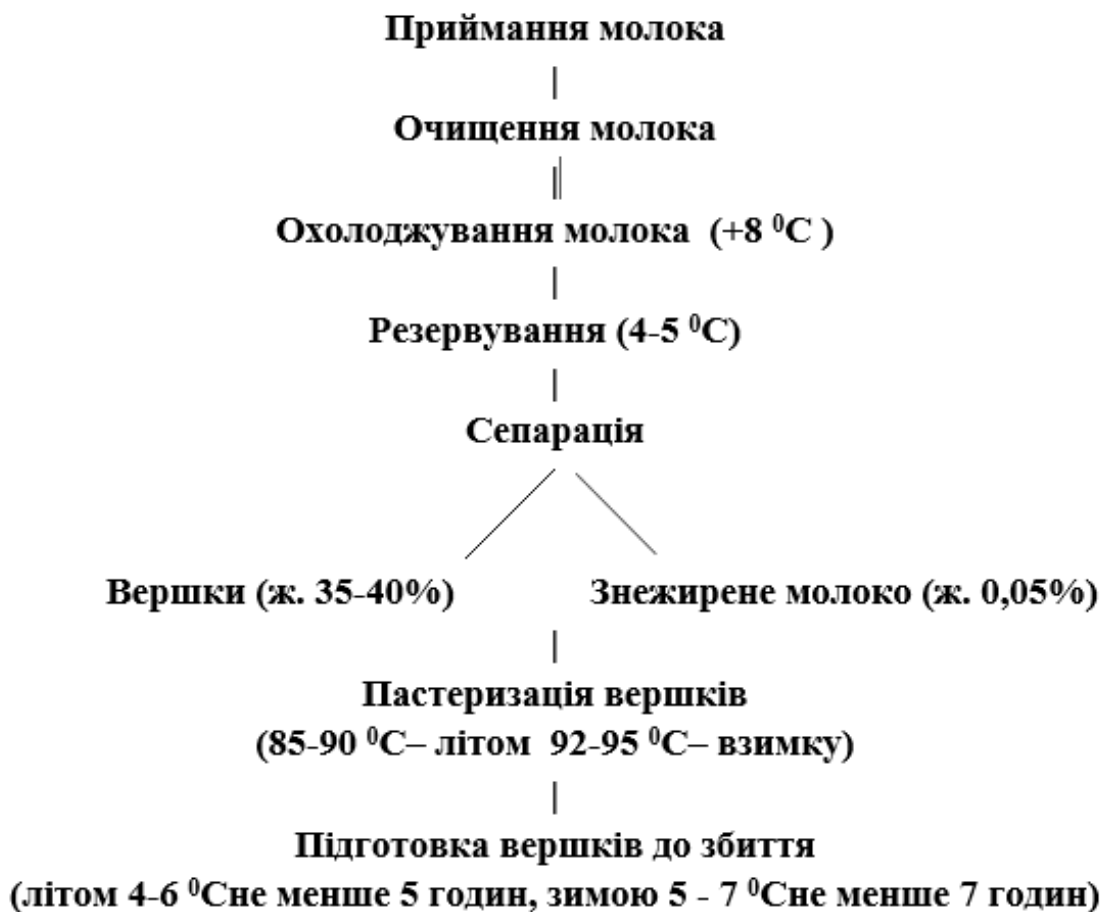 Приймання молока
Очищення молока
Охолоджування молока (+8 ⁰С )
Резервування (4-5 ⁰С)
Сепарація
Вершки (ж. 35-40%) Знежирене молоко (ж. 0,05%)
Пастеризація вершків
(85-90 ⁰С– літом 92-95 ⁰С– взимку)
Підготовка вершків до збиття
(літом 4-6 ⁰Сне менше 5 годин, зимою 5 - 7 ⁰Сне менше 7 годин)